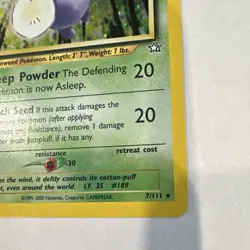 weed Pokémon. Length: 2' 7", Weight: 7 lbs.
eep Powder The Defending 20
okémon is now Asleep.
ch Seed If this attack damages the
Pokémon (after applying
and Resistance), remove 1 damage 20
from Jumpluff, if it has any.
resistance retreat cost
-30
the wind, it deftly controls its cotton-puff
, even around the world. LV. 35 #189
©1995-2000 Nintendo, Creatures, GAMEFREAK.
7/111 ★